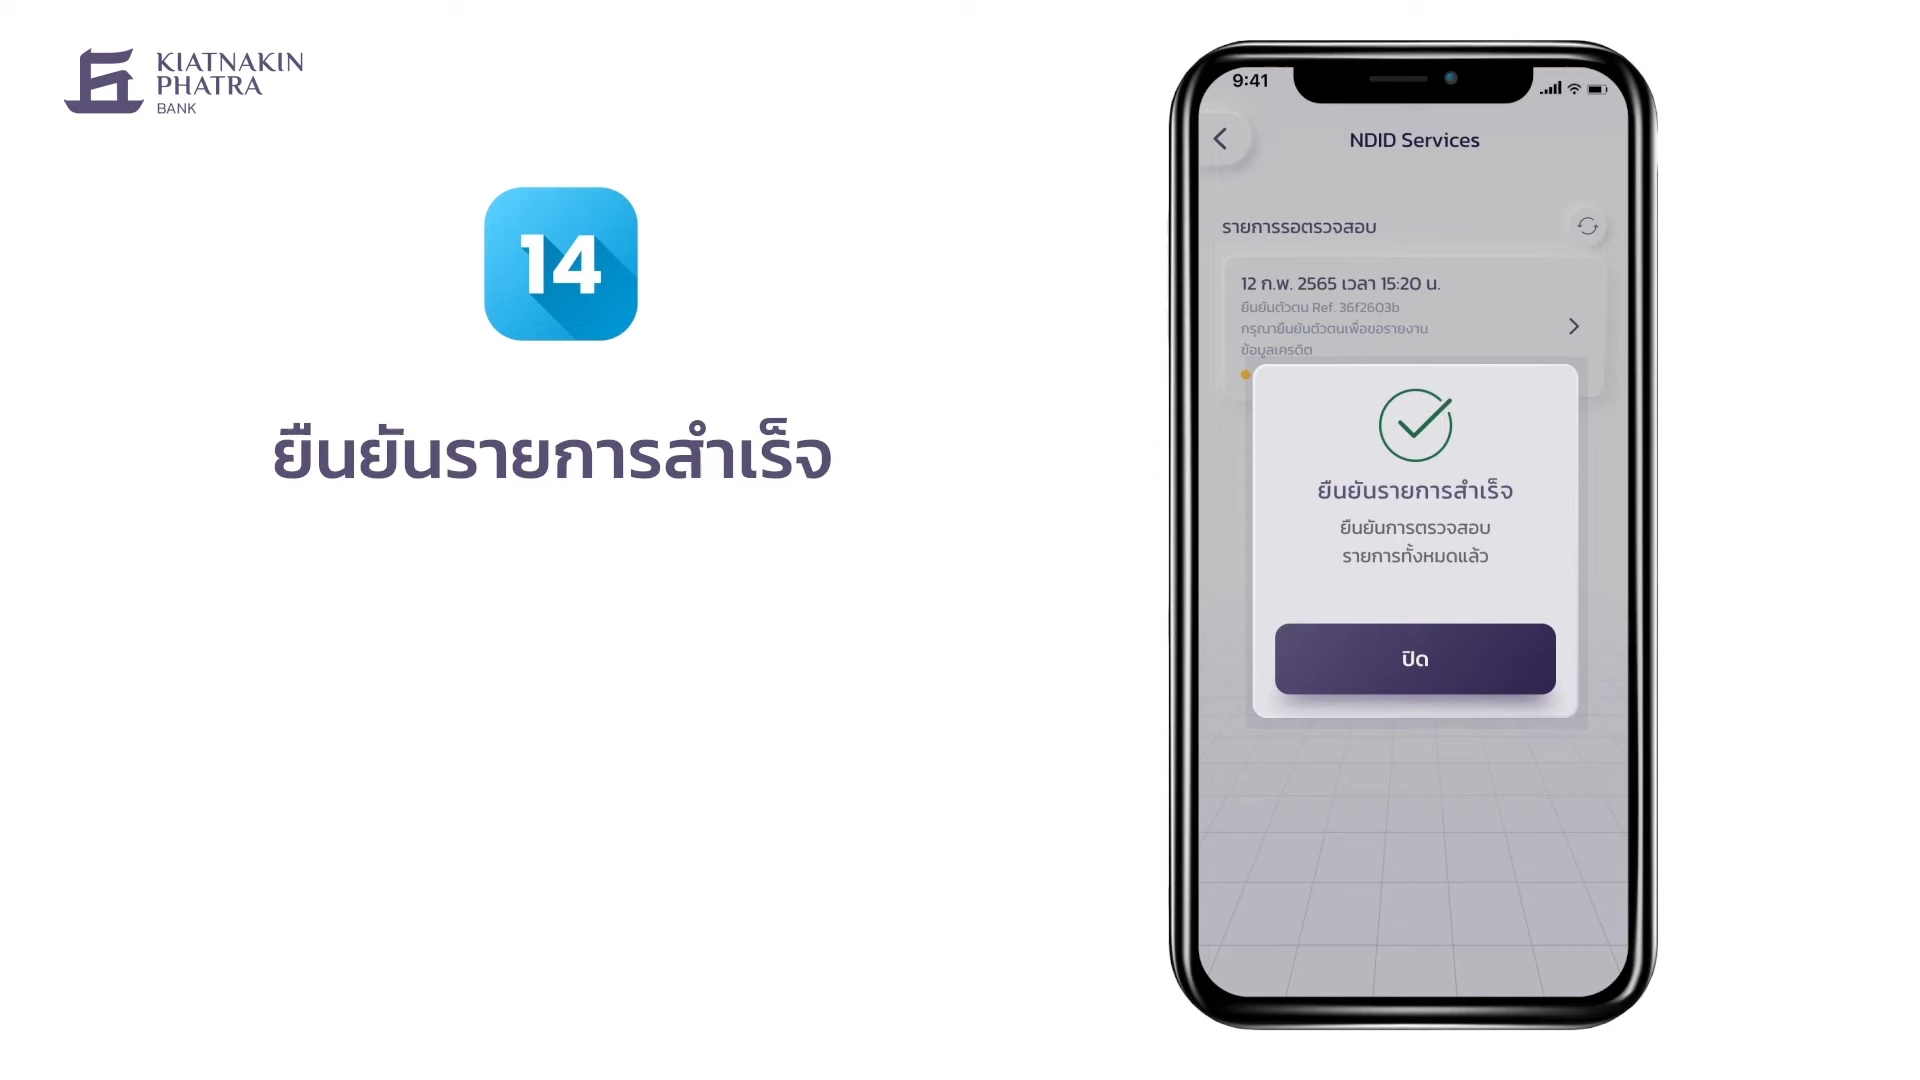 KIATNAKIN
PHATRA
BANK
14
ยืนยันรายการสำเร็จ
9:41
NDID Services
รายการรอตรวจสอบ
12 ก.พ. 2565 เวลา 15:20 น.
ยืนยันตัวตน Ref. 36f2603b
กรุณายืนยันตัวตนเพื่อขอรายงาน
ข้อมูลเครดิต
ยืนยันรายการสำเร็จ
ยืนยันการตรวจสอบ
รายการทั้งหมดแล้ว
ปิด